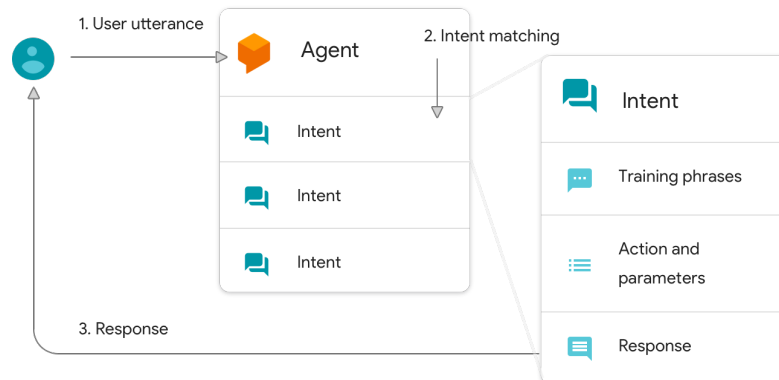 1. User utterance
Agent
2. Intent matching
Intent
Intent
Intent
Intent
Training phrases
Action and
parameters
Response
3. Response